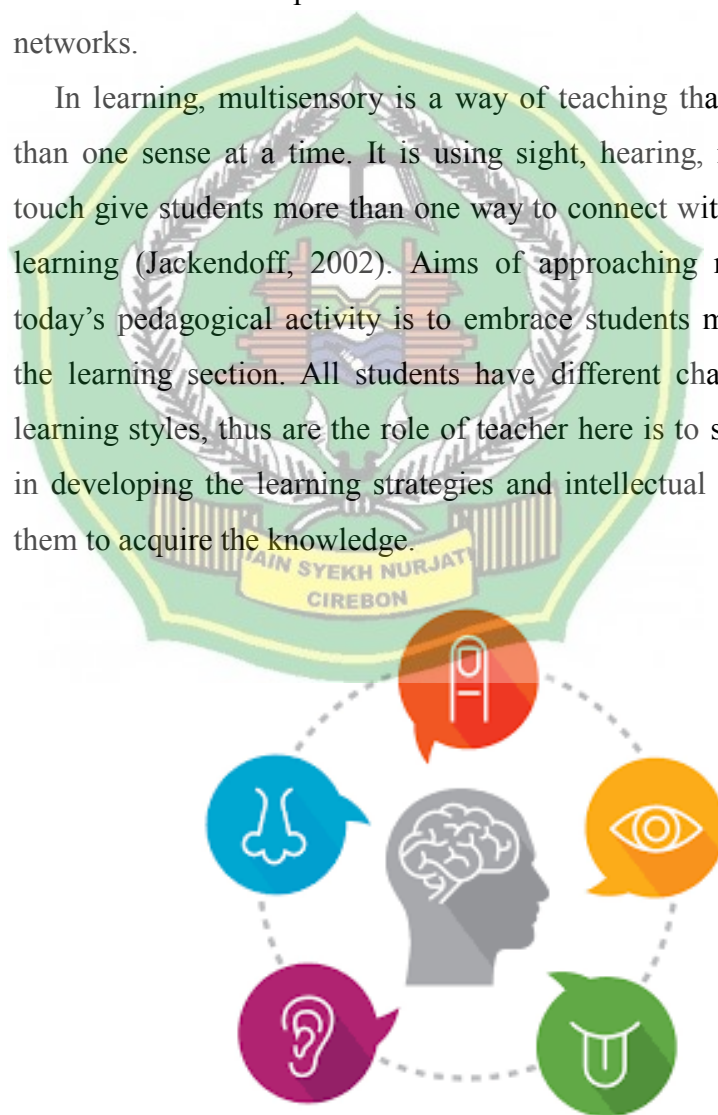 networks.
In learning, multisensory is a way of teaching tha
than one sense at a time. It is using sight, hearing,
touch give students more than one way to connect wit
learning (Jackendoff, 2002). Aims of approaching
today's pedagogical activity is to embrace students m
the learning section. All students have different cha
learning styles, thus are the role of teacher here is to s
in developing the learning strategies and intellectual
them to acquire the knowledge.
IAIN SYEKH NURJATI
CIREBON